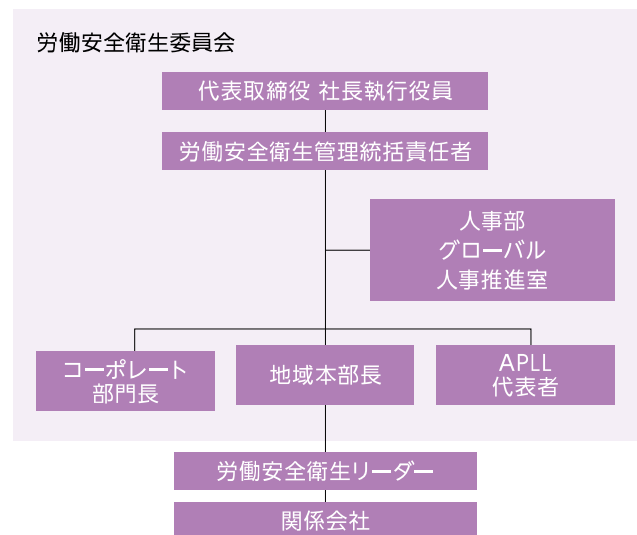 労働安全衛生委員会
代表取締役 社長執行役員
労働安全衛生管理統括責任者
人事部
グローバル
人事推進室
コーポレート
部門長
地域本部長
APLL
代表者
労働安全衛生リーダー
関係会社